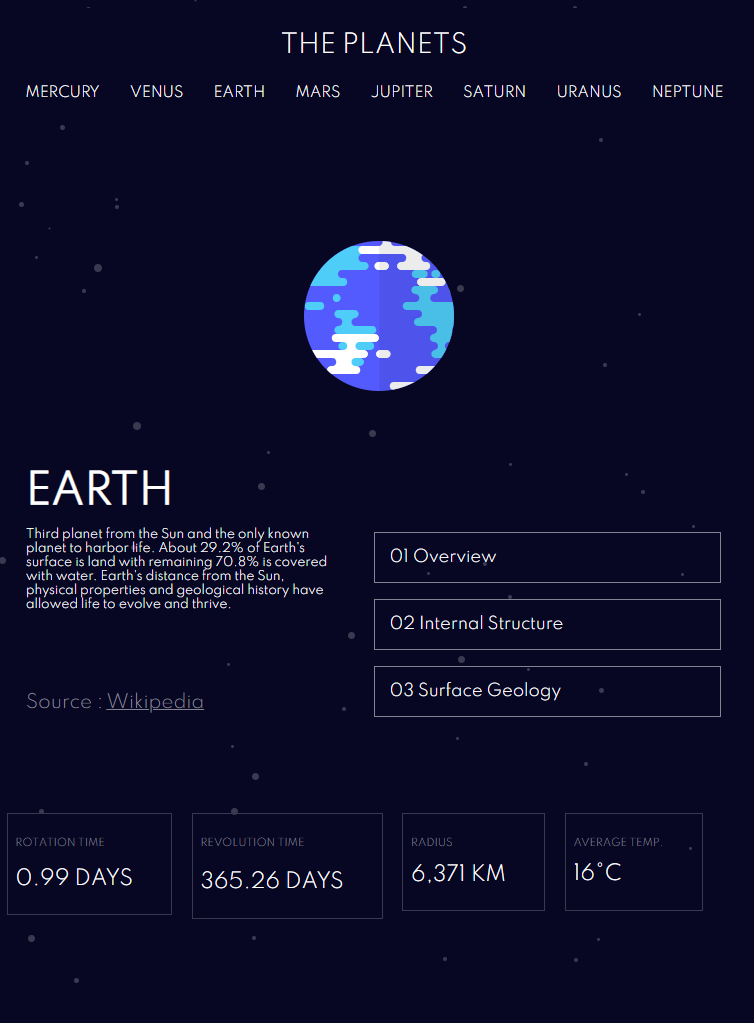 THE PLANETS
MERCURY VENUS EARTH MARS JUPITER SATURN URANUS NEPTUNE
EARTH
Third planet from the Sun and the only known
planet to harbor life. About 29.2% of Earth's
surface is land with remaining 70.8% is covered
with water. Earth's distance from the Sun,
physical properties and geological history have
allowed life to evolve and thrive.
Source : Wikipedia
01 Overview
02 Internal Structure
03 Surface Geology
ROTATION TIME
0.99 DAYS
REVOLUTION TIME
365.26 DAYS
RADIUS
6,371 KM
AVERAGE TEMP.
16°C